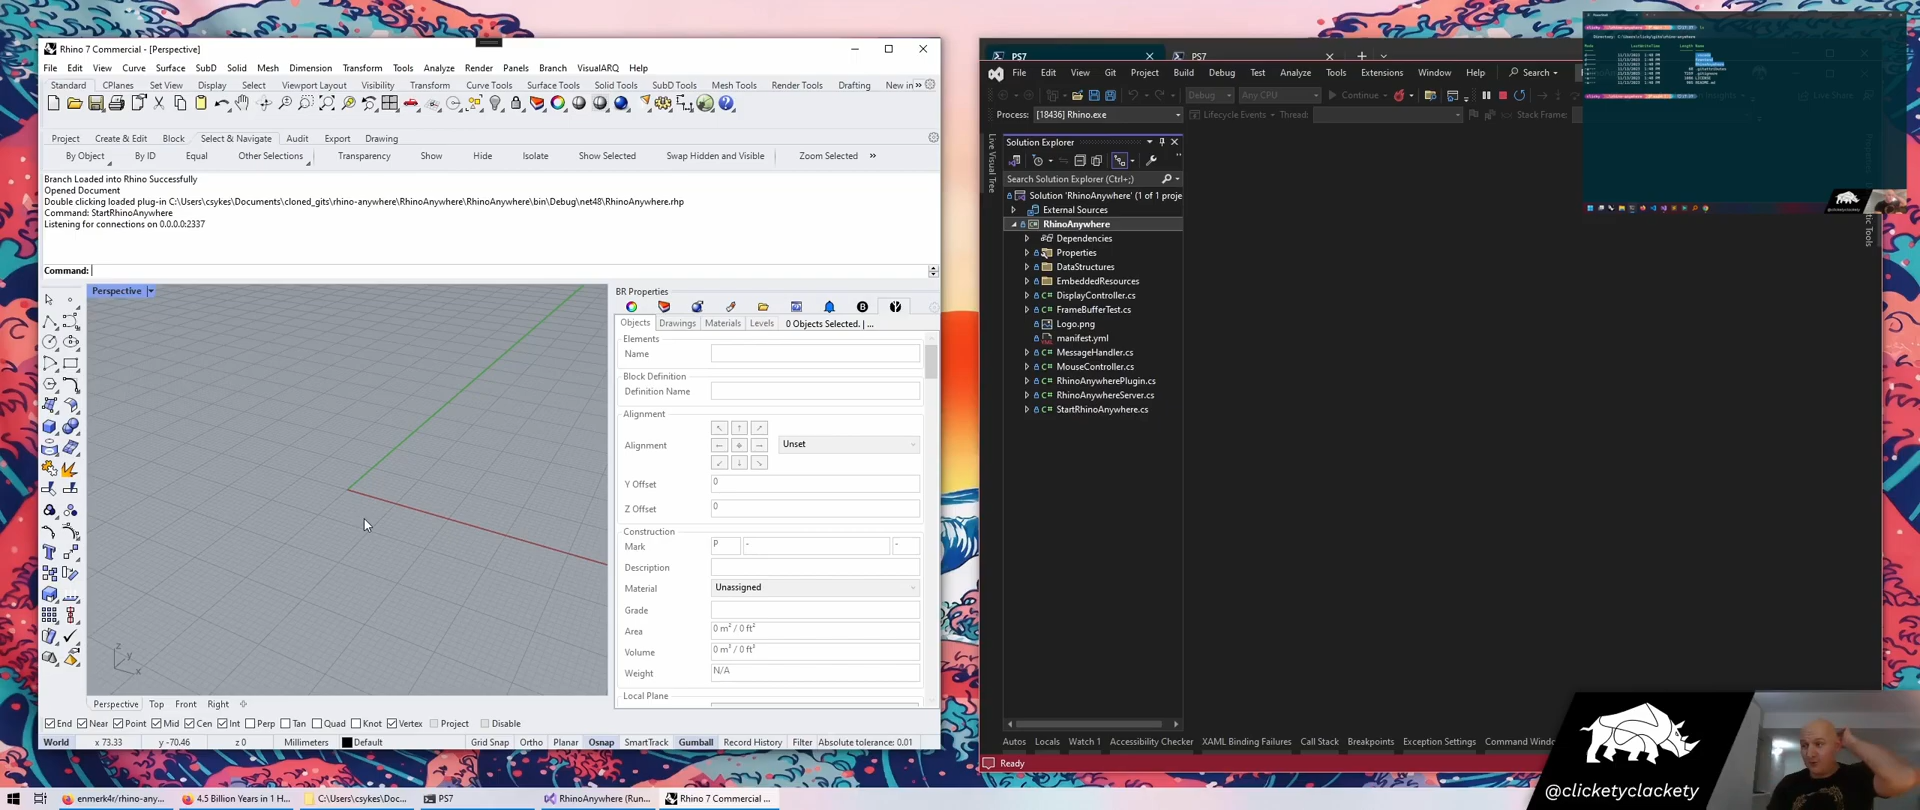 Rhino 7 Commercial - [Perspective]
File Edit View Curve Surface SubD Solid Mesh Dimension Transform Tools Analyze Render Panels Branch VisualARQ Help
Standard CPlanes Set View Display Select Viewport Layout Visibility Transform Curve Tools Surface Tools Solid Tools SubD Tools Mesh Tools Render Tools Drafting New in »
Project Create & Edit Block Select & Navigate Audit Export Drawing
By Object By ID Equal Other Selections Transparency Show Hide Isolate Show Selected Swap Hidden and Visible Zoom Selected »
Branch Loaded into Rhino Successfully
Opened Document
Double clicking loaded plug-in C:\Users\csykes\Documents\cloned_gits\rhino-anywhere\RhinoAnywhere\RhinoAnywhere\bin\Debug\net48\RhinoAnywhere.rhp
Command: StartRhinoAnywhere
Listening for connections on 0.0.0.0:2337
Command:
Perspective
z
y
x
Perspective Top Front Right
BR Properties
Objects Drawings Materials Levels 0 Objects Selected. | ...
Elements
Name
Block Definition
Definition Name
Alignment
Alignment Unset
Y Offset 0
Z Offset 0
Construction
Mark P - -
Description
Material Unassigned
Grade
Area 0 m² / 0 ft²
Volume 0 m³ / 0 ft³
Weight N/A
Local Plane
End Near Point Mid Cen Int Perp Tan Quad Knot Vertex Project Disable
World x 73.33 y -70.46 z 0 Millimeters Default Grid Snap Ortho Planar Osnap SmartTrack Gumball Record History Filter Absolute tolerance: 0.01
PS7 PS7
File Edit View Git Project Build Debug Test Analyze Tools Extensions Window Help Search
Debug Any CPU Continue
Process: [18436] Rhino.exe Lifecycle Events Thread: Stack Frame:
Live Visual Tree
Solution Explorer
Search Solution Explorer (Ctrl+;)
Solution 'RhinoAnywhere' (1 of 1 proje
External Sources
RhinoAnywhere
Dependencies
Properties
DataStructures
EmbeddedResources
DisplayController.cs
FrameBufferTest.cs
Logo.png
manifest.yml
MessageHandler.cs
MouseController.cs
RhinoAnywherePlugin.cs
RhinoAnywhereServer.cs
StartRhinoAnywhere.cs
Autos Locals Watch 1 Accessibility Checker XAML Binding Failures Call Stack Breakpoints Exception Settings Command Wind
Ready
@clicketyclackety
enmerk4r/rhino-any... 4.5 Billion Years in 1 H... C:\Users\csykes\Doc... PS7 RhinoAnywhere (Run... Rhino 7 Commercial ...